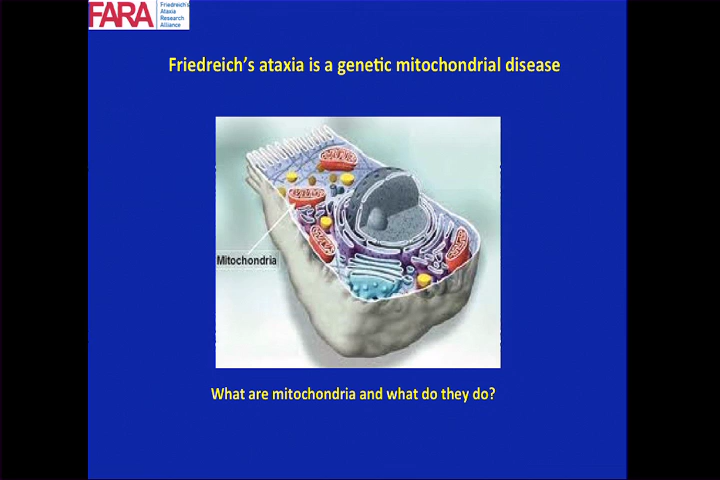 FARA
Friedreich's
Ataxia
Research
Alliance
Friedreich's ataxia is a genetic mitochondrial disease
Mitochondria
What are mitochondria and what do they do?